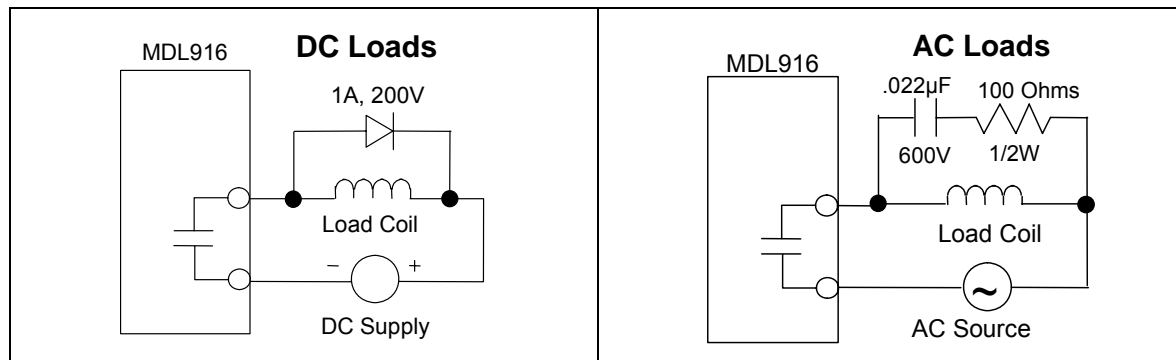 DC Loads
MDL916
1A, 200V
Load Coil
− +
DC Supply
AC Loads
MDL916
.022µF 100 Ohms
600V 1/2W
Load Coil
~
AC Source